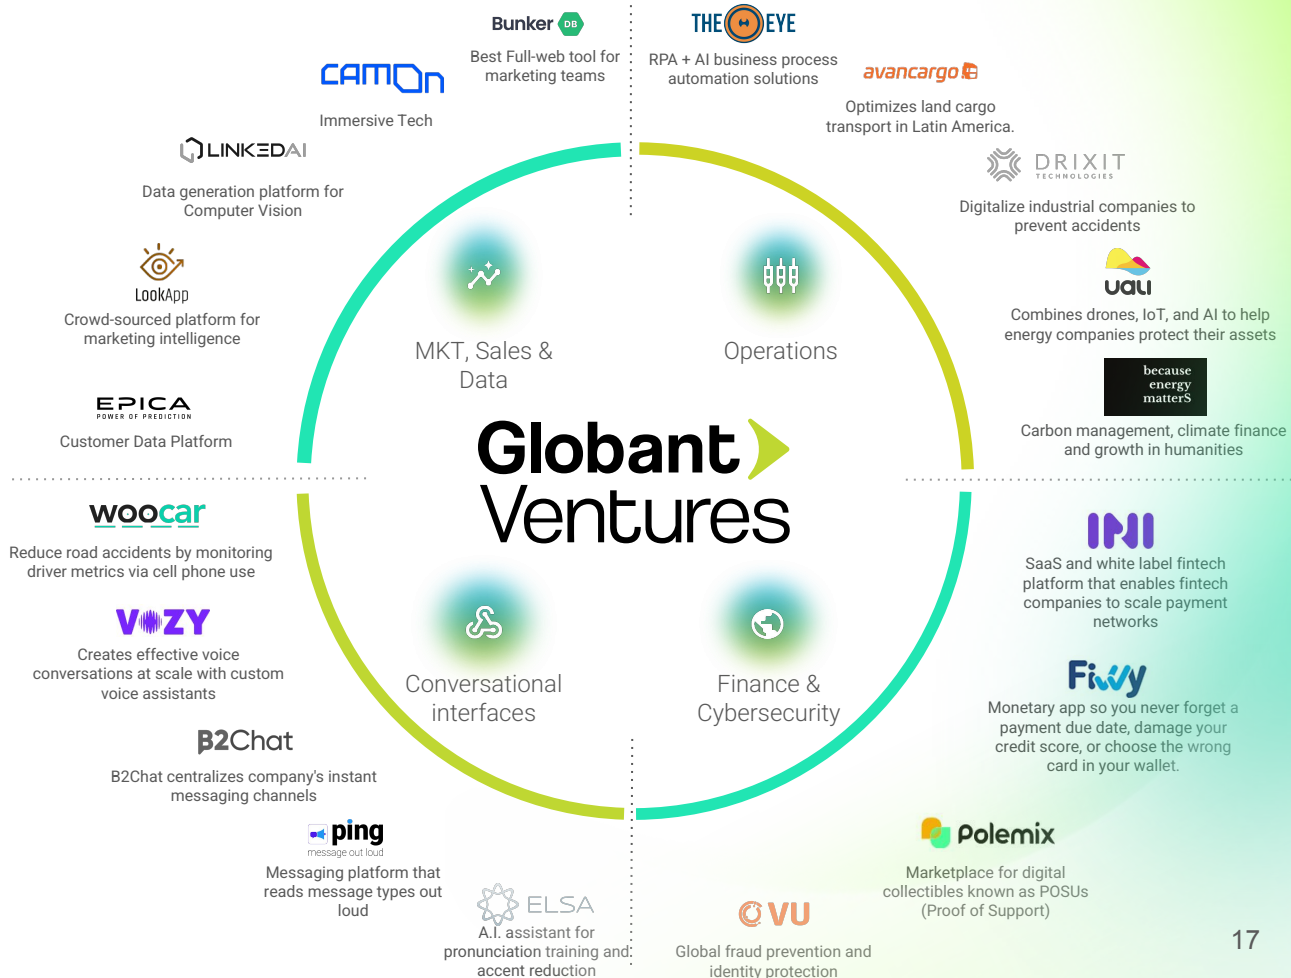 Bunker DB
Best Full-web tool for
marketing teams
THE EYE
RPA + AI business process
automation solutions
CAMOn
Immersive Tech
avancargo
Optimizes land cargo
transport in Latin America.
LINKEDAI
Data generation platform for
Computer Vision
DRIXIT
TECHNOLOGIES
Digitalize industrial companies to
prevent accidents
LookApp
Crowd-sourced platform for
marketing intelligence
uali
Combines drones, IoT, and AI to help
energy companies protect their assets
EPICA
POWER OF PREDICTION
Customer Data Platform
because
energy
matterS
Carbon management, climate finance
and growth in humanities
MKT, Sales &
Data
Operations
Globant
Ventures
Conversational
interfaces
Finance &
Cybersecurity
woocar
Reduce road accidents by monitoring
driver metrics via cell phone use
VOZY
Creates effective voice
conversations at scale with custom
voice assistants
B2Chat
B2Chat centralizes company's instant
messaging channels
ping
message out loud
Messaging platform that
reads message types out
loud
ELSA
A.I. assistant for
pronunciation training and
accent reduction
SaaS and white label fintech
platform that enables fintech
companies to scale payment
networks
Fiwy
Monetary app so you never forget a
payment due date, damage your
credit score, or choose the wrong
card in your wallet.
Polemix
Marketplace for digital
collectibles known as POSUs
(Proof of Support)
VU
Global fraud prevention and
identity protection
17